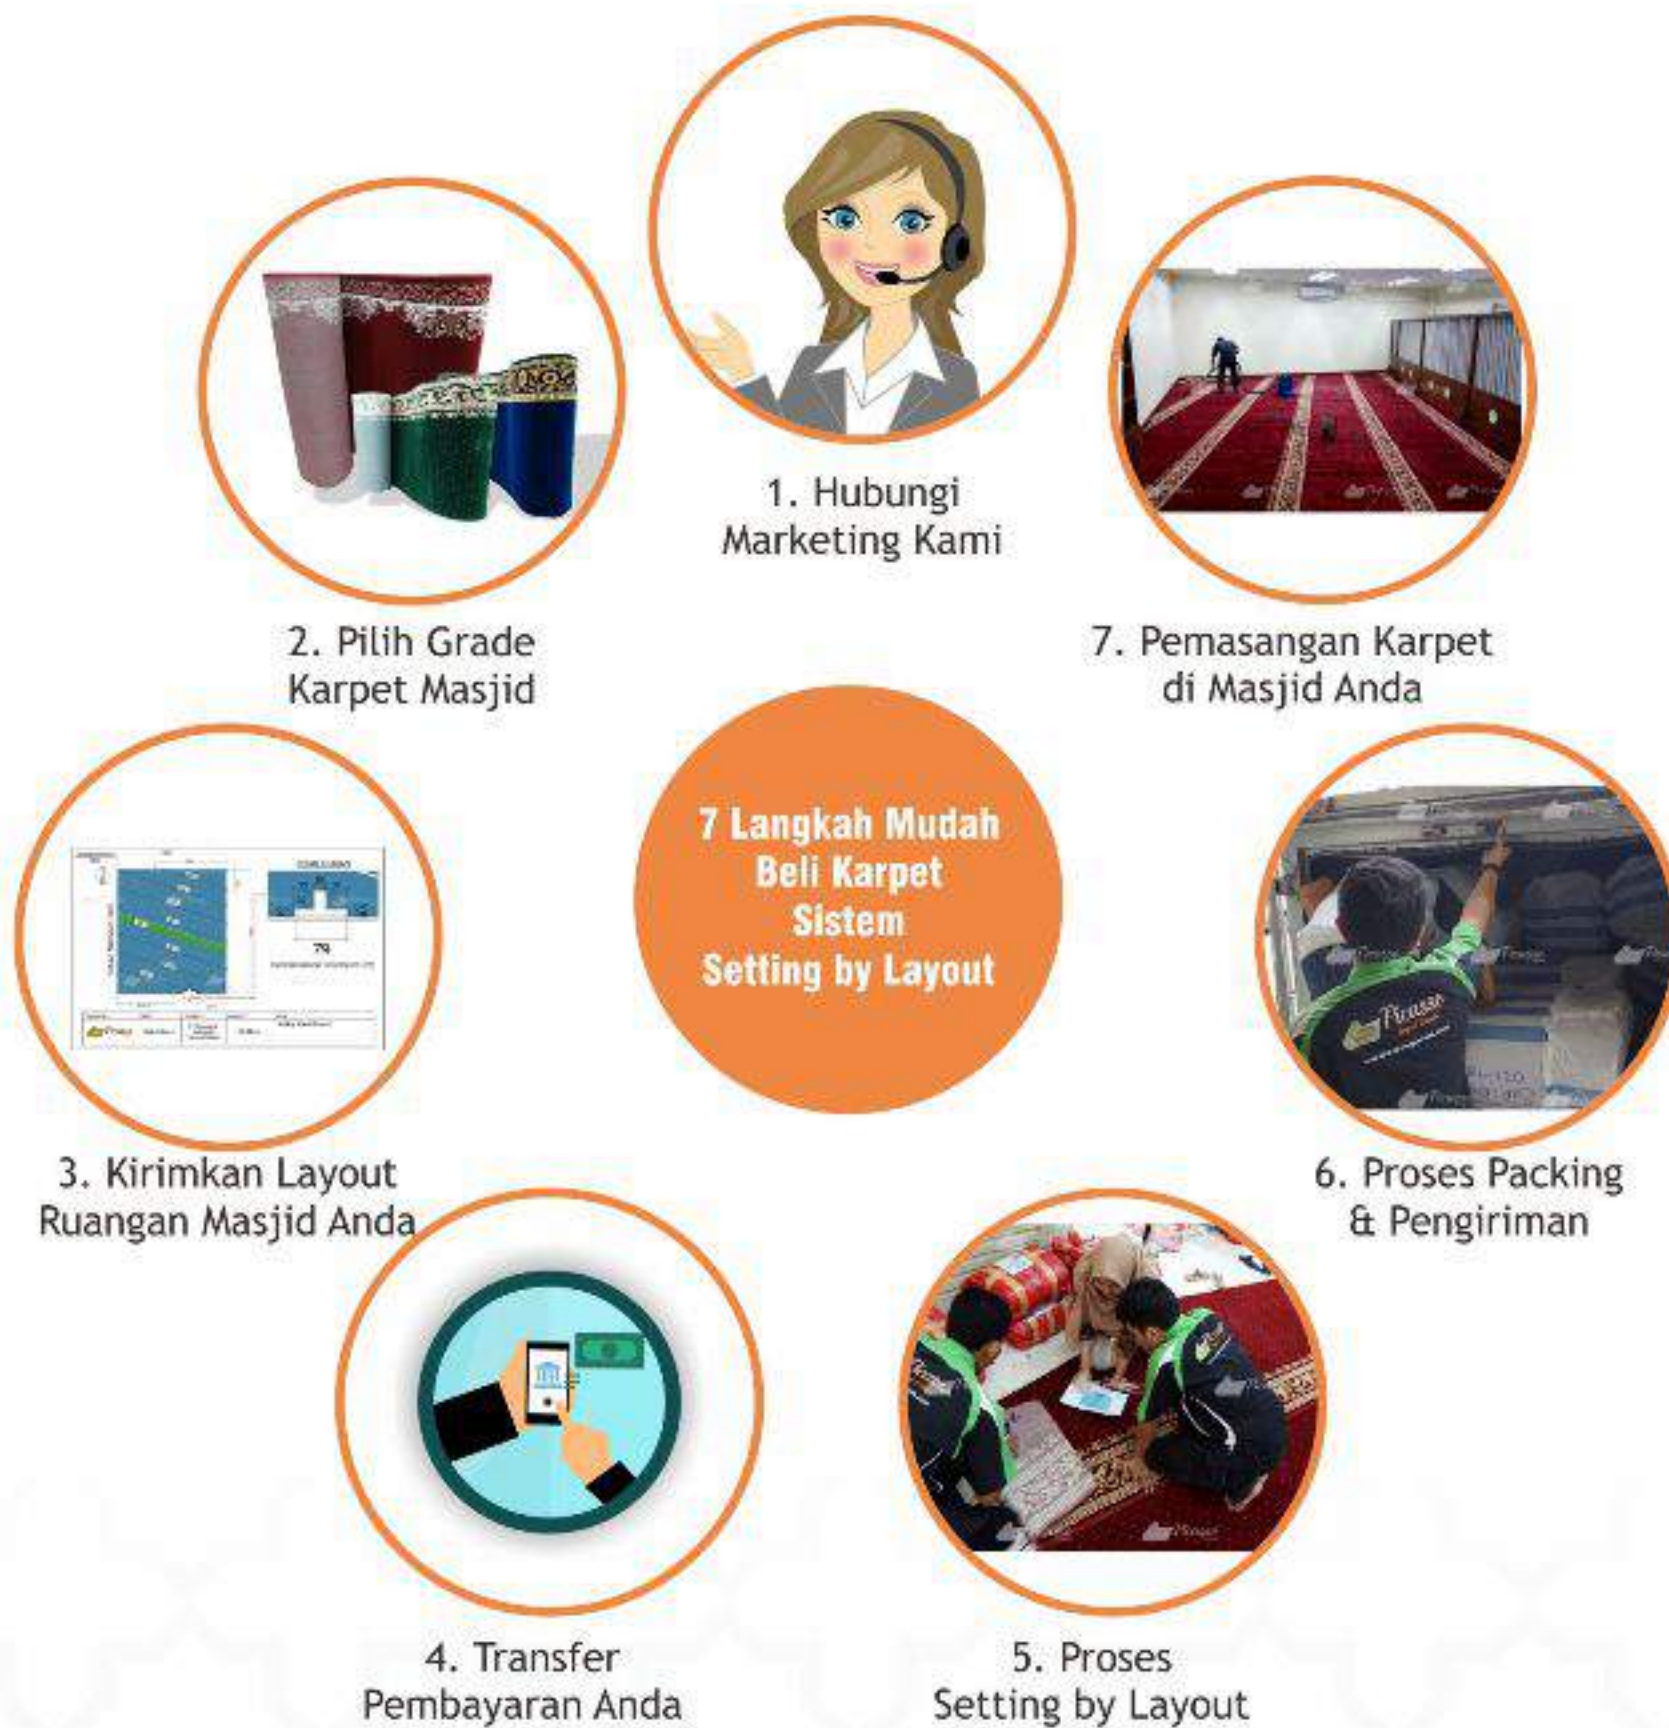 1. Hubungi
Marketing Kami
2. Pilih Grade
Karpet Masjid
7. Pemasangan Karpet
di Masjid Anda
7 Langkah Mudah
Beli Karpet
Sistem
Setting by Layout
79
Picasso
3. Kirimkan Layout
Ruangan Masjid Anda
6. Proses Packing
& Pengiriman
4. Transfer
Pembayaran Anda
5. Proses
Setting by Layout